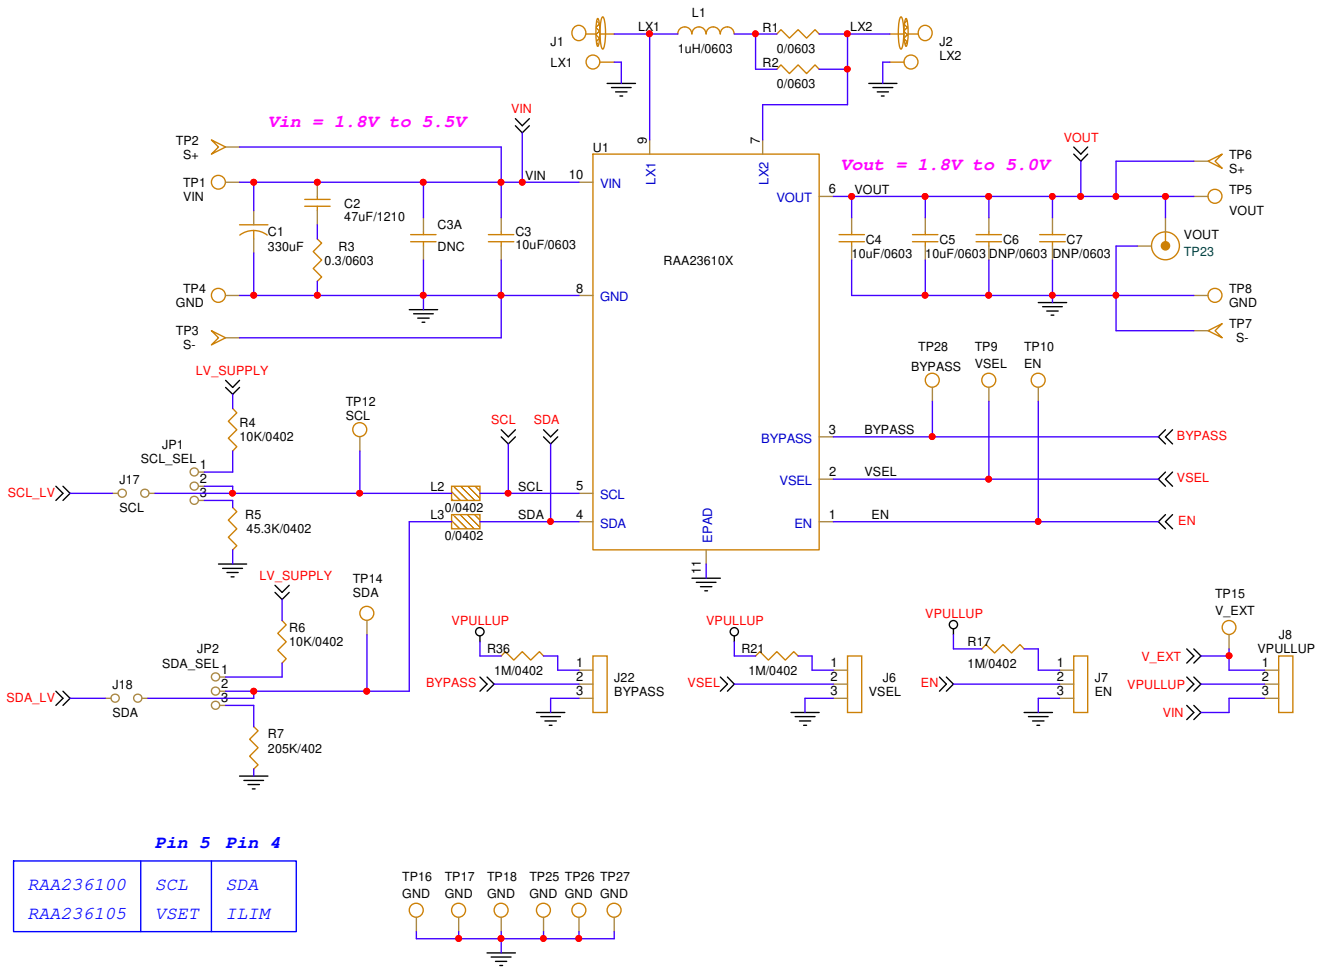 L1
LX1
1uH/0603
R1
0/0603
R2
0/0603
LX2
J1
LX1
J2
LX2
Vin = 1.8V to 5.5V
VIN
TP2
S+
TP1
VIN
C1
330uF
C2
47uF/1210
R3
0.3/0603
C3A
DNC
C3
10uF/0603
VIN
TP4
GND
TP3
S-
U1
9
7
LX1
LX2
10
VIN
8
GND
RAA23610X
VOUT
6
BYPASS
3
VSEL
2
EN
1
5
SCL
4
SDA
EPAD
11
Vout = 1.8V to 5.0V
VOUT
VOUT
C4
10uF/0603
C5
10uF/0603
C6
DNP/0603
C7
DNP/0603
TP6
S+
TP5
VOUT
VOUT
TP23
TP8
GND
TP7
S-
TP28
BYPASS
TP9
VSEL
TP10
EN
BYPASS
BYPASS
VSEL
VSEL
EN
EN
LV_SUPPLY
R4
10K/0402
JP1
SCL_SEL
1
2
3
SCL_LV
J17
SCL
R5
45.3K/0402
TP12
SCL
SCL
SDA
L2
0/0402
SCL
L3
0/0402
SDA
LV_SUPPLY
R6
10K/0402
JP2
SDA_SEL
1
2
3
SDA_LV
J18
SDA
R7
205K/402
TP14
SDA
VPULLUP
R36
1M/0402
BYPASS
1
2
3
J22
BYPASS
VPULLUP
R21
1M/0402
VSEL
1
2
3
J6
VSEL
VPULLUP
R17
1M/0402
EN
1
2
3
J7
EN
TP15
V_EXT
V_EXT
VPULLUP
VIN
1
2
3
J8
VPULLUP
Pin 5 Pin 4
RAA236100 SCL SDA
RAA236105 VSET ILIM
TP16 TP17 TP18 TP25 TP26 TP27
GND GND GND GND GND GND